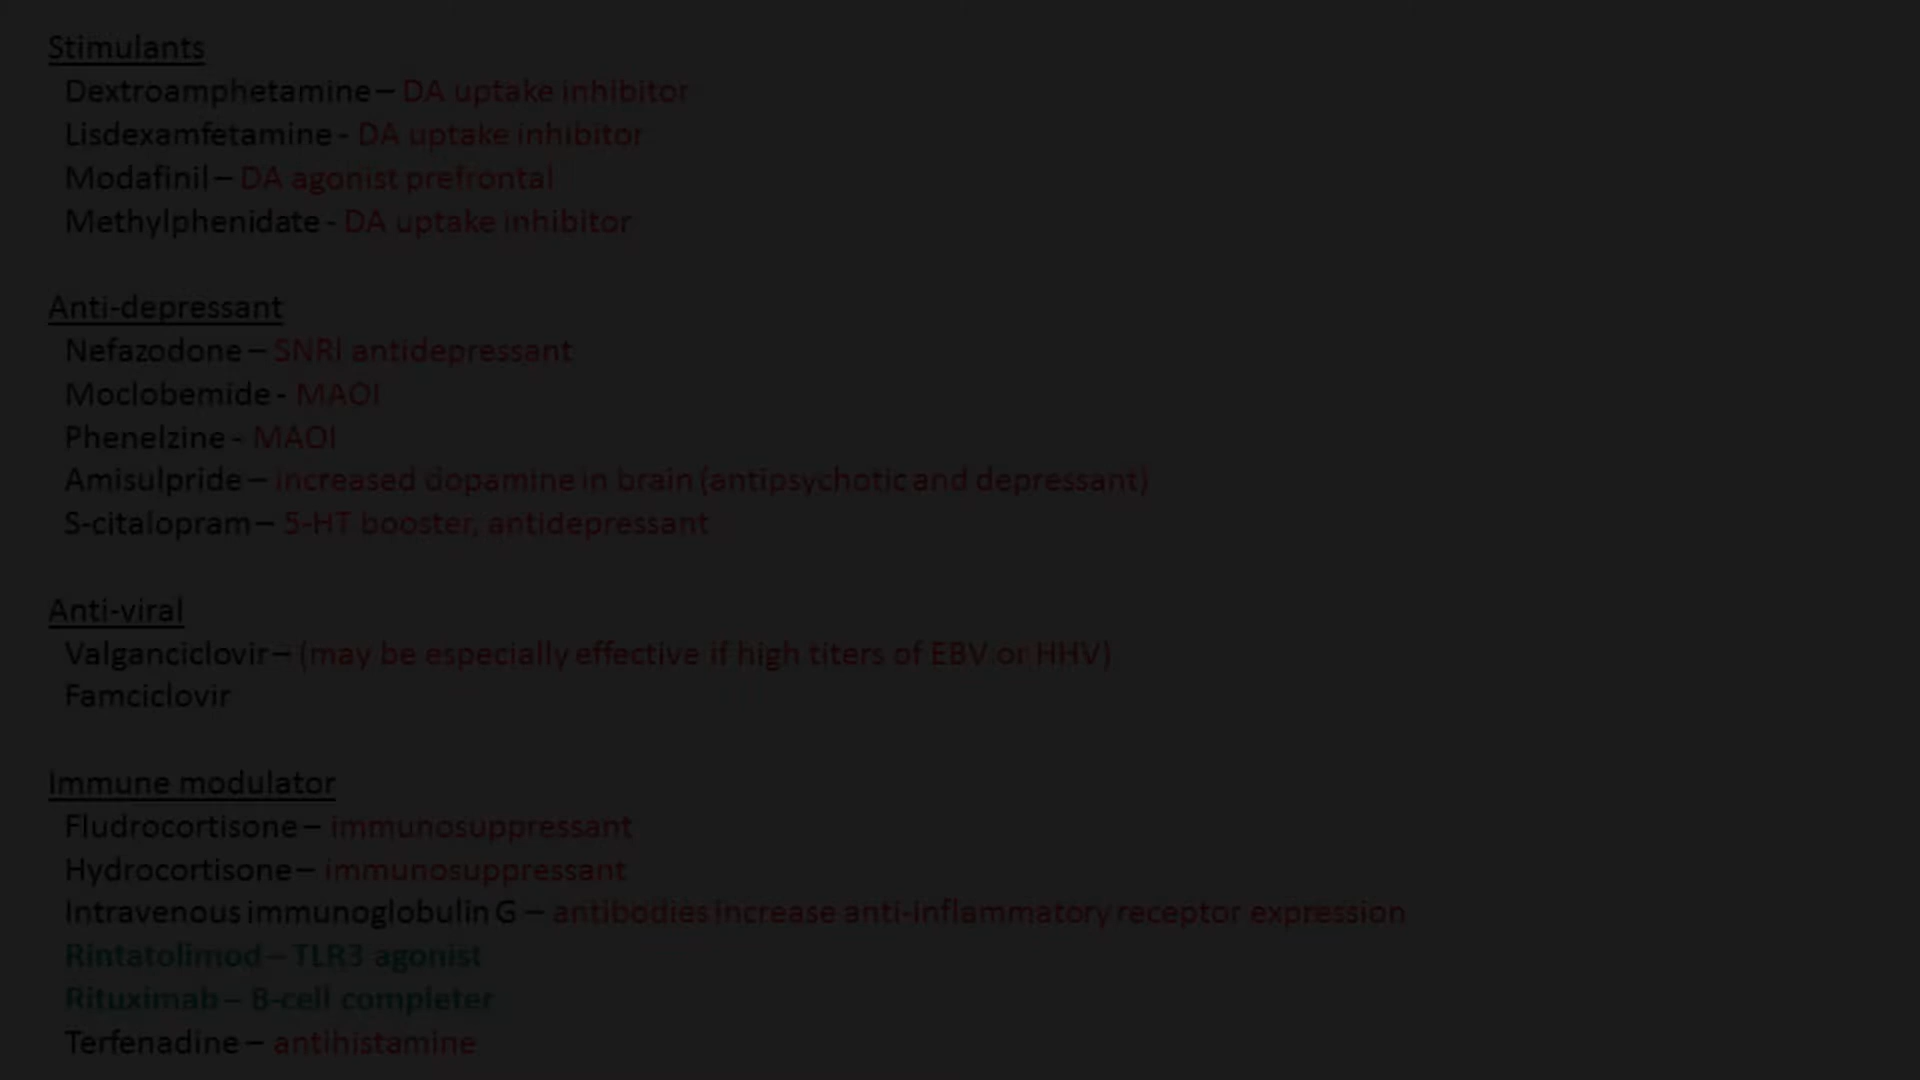 Stimulants
Dextroamphetamine – DA uptake inhibitor
Lisdexamfetamine - DA uptake inhibitor
Modafinil – DA agonist prefrontal
Methylphenidate - DA uptake inhibitor
Anti-depressant
Nefazodone – SNRI antidepressant
Moclobemide - MAOI
Phenelzine - MAOI
Amisulpride – increased dopamine in brain (antipsychotic and depressant)
S-citalopram – 5-HT booster, antidepressant
Anti-viral
Valganciclovir – (may be especially effective if high titers of EBV or HHV)
Famciclovir
Immune modulator
Fludrocortisone – immunosuppressant
Hydrocortisone – immunosuppressant
Intravenous immunoglobulin G – antibodies increase anti-inflammatory receptor expression
Rintatolimod – TLR3 agonist
Rituximab – B-cell completer
Terfenadine – antihistamine